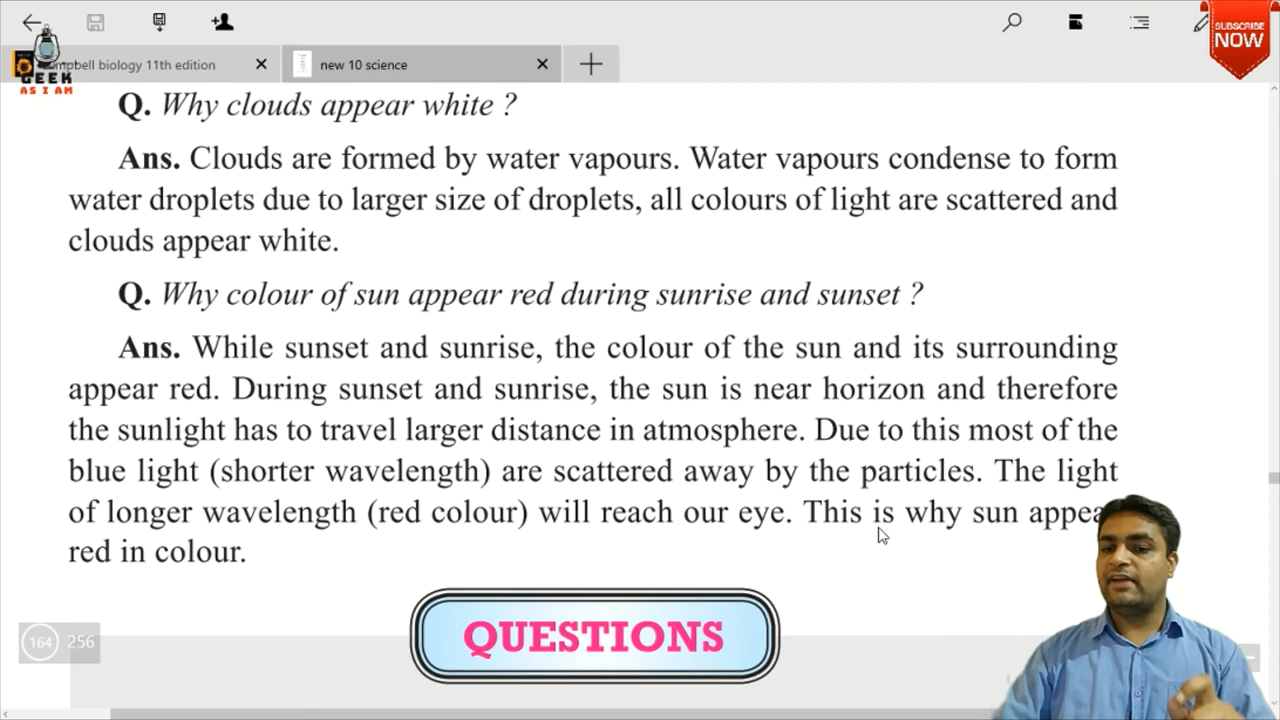 SUBSCRIBE
NOW
mpbell biology 11th edition
new 10 science
GEEK
AS I AM
Q. Why clouds appear white ?
Ans. Clouds are formed by water vapours. Water vapours condense to form
water droplets due to larger size of droplets, all colours of light are scattered and
clouds appear white.
Q. Why colour of sun appear red during sunrise and sunset ?
Ans. While sunset and sunrise, the colour of the sun and its surrounding
appear red. During sunset and sunrise, the sun is near horizon and therefore
the sunlight has to travel larger distance in atmosphere. Due to this most of the
blue light (shorter wavelength) are scattered away by the particles. The light
of longer wavelength (red colour) will reach our eye. This is why sun appea
red in colour.
QUESTIONS
164 256